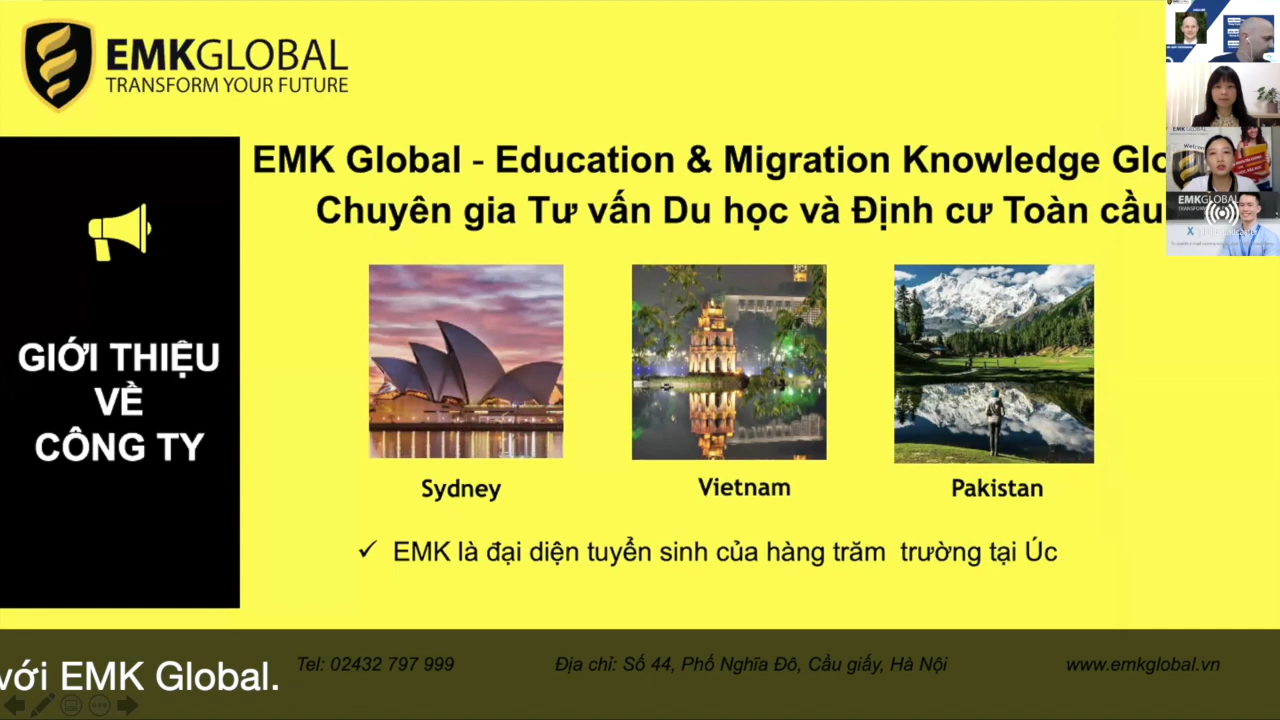 EMKGLOBAL
TRANSFORM YOUR FUTURE
EMK Global - Education & Migration Knowledge Glo
Chuyên gia Tư vấn Du học và Định cư Toàn cầu
GIỚI THIỆU
VỀ
CÔNG TY
Sydney
Vietnam
Pakistan
✓ EMK là đại diện tuyển sinh của hàng trăm trường tại Úc
với EMK Global.
Tel: 02432 797 999
Địa chỉ: Số 44, Phố Nghĩa Đô, Cầu giấy, Hà Nội
www.emkglobal.vn
EMKGLOBAL
EMKGLOBAL